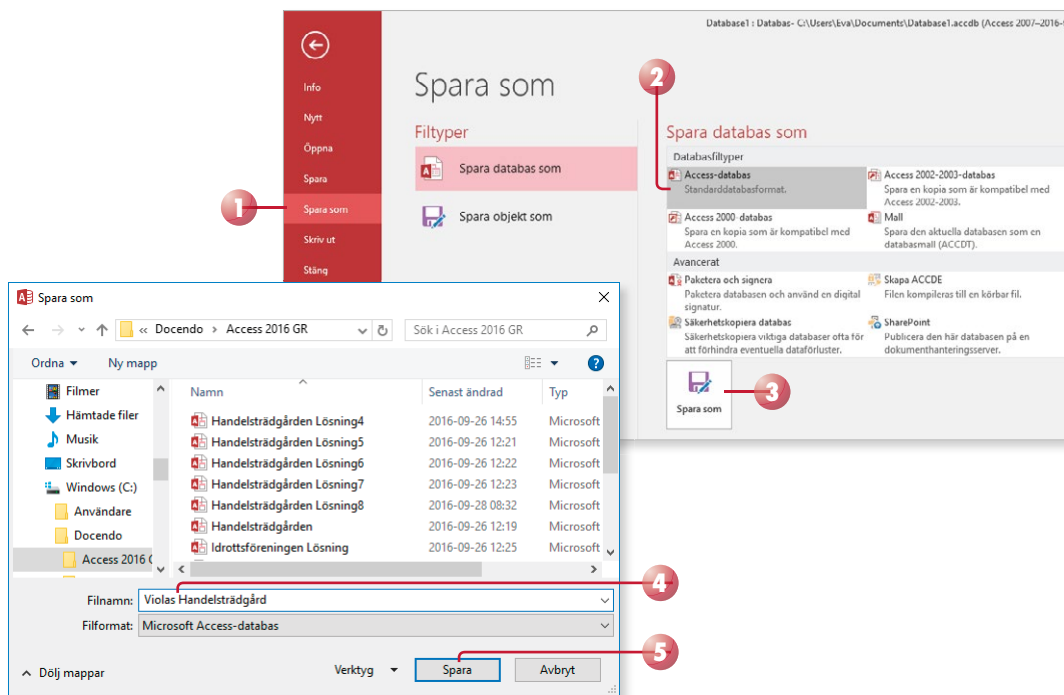 Database1 : Databas- C:\Users\Eva\Documents\Database1.accdb (Access 2007–2016-
Info
Nytt
Öppna
Spara
Spara som
Skriv ut
Stäng
1
Spara som
Filtyper
Spara databas som
Spara objekt som
2
Spara databas som
Databasfiltyper
Access-databas
Standarddatabasformat.
Access 2002-2003-databas
Spara en kopia som är kompatibel med
Access 2002-2003.
Access 2000-databas
Spara en kopia som är kompatibel med
Access 2000.
Mall
Spara den aktuella databasen som en
databasmall (ACCDT).
Avancerat
Paketera och signera
Paketera databasen och använd en digital
signatur.
Skapa ACCDE
Filen kompileras till en körbar fil.
Säkerhetskopiera databas
Säkerhetskopiera viktiga databaser ofta för
att förhindra eventuella dataförluster.
SharePoint
Publicera den här databasen på en
dokumenthanteringsserver.
Spara som
3
Spara som
« Docendo > Access 2016 GR
Sök i Access 2016 GR
Ordna
Ny mapp
?
Filmer
Hämtade filer
Musik
Skrivbord
Windows (C:)
Användare
Docendo
Access 2016 G
Namn Senast ändrad Typ
Handelsträdgården Lösning4 2016-09-26 14:55 Microsoft
Handelsträdgården Lösning5 2016-09-26 12:21 Microsoft
Handelsträdgården Lösning6 2016-09-26 12:22 Microsoft
Handelsträdgården Lösning7 2016-09-26 12:23 Microsoft
Handelsträdgården Lösning8 2016-09-28 08:32 Microsoft
Handelsträdgården 2016-09-26 12:19 Microsoft
Idrottsföreningen Lösning 2016-09-26 12:25 Microsoft
Filnamn: Violas Handelsträdgård
4
Filformat: Microsoft Access-databas
5
Dölj mappar
Verktyg
Spara
Avbryt